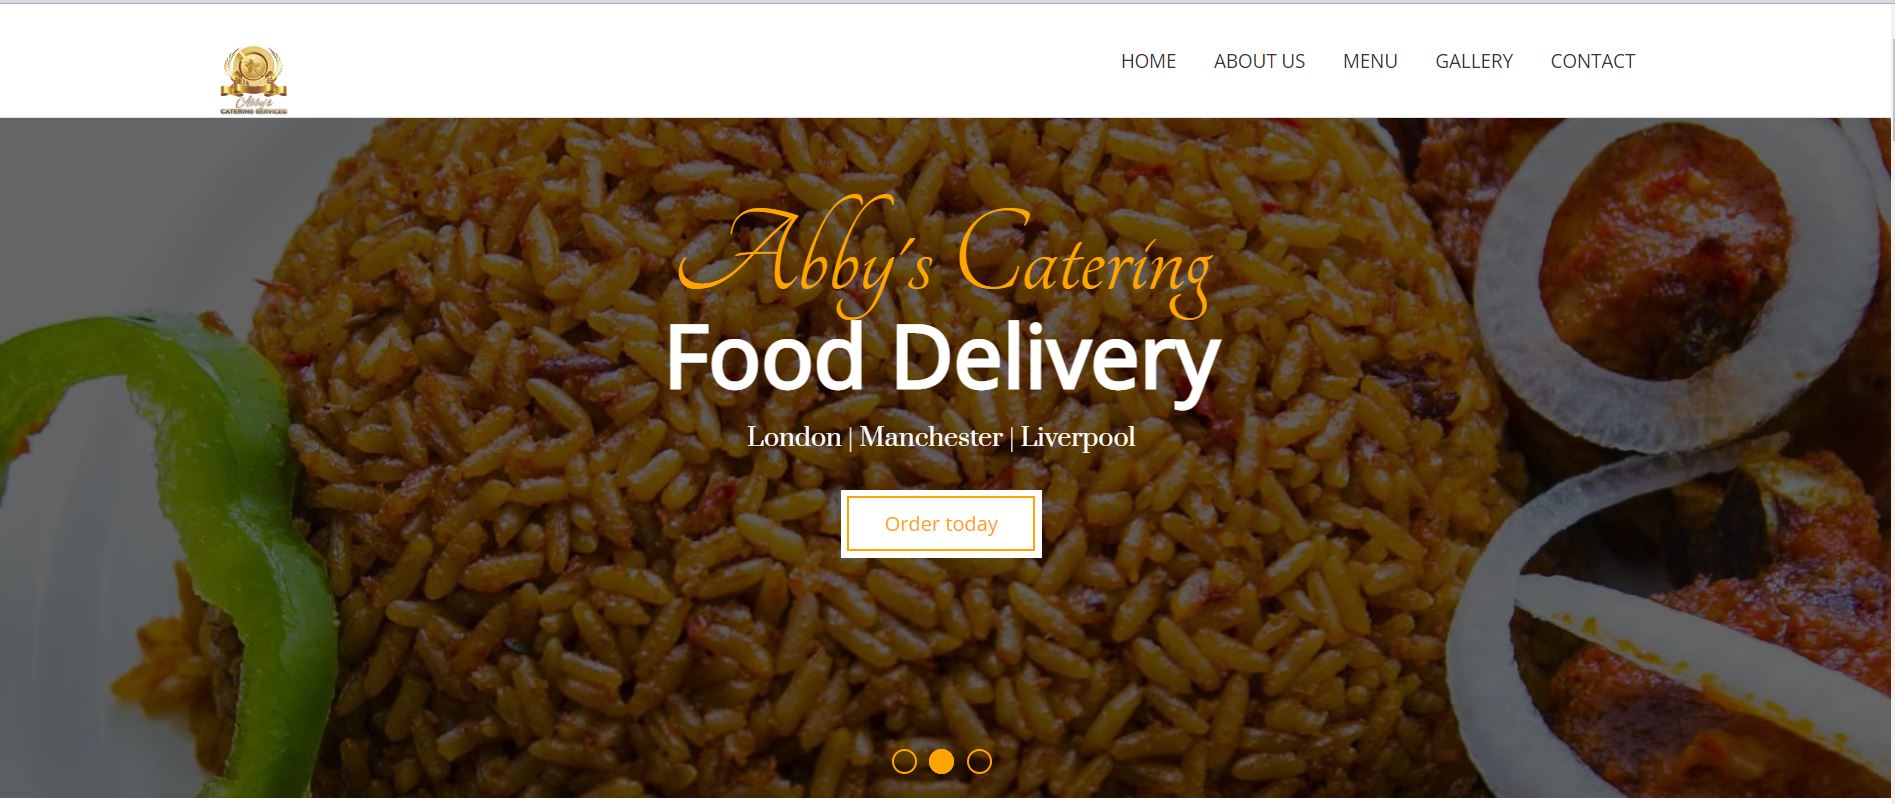 Abby's
CATERING SERVICES
HOME ABOUT US MENU GALLERY CONTACT
Abby's Catering
Food Delivery
London | Manchester | Liverpool
Order today